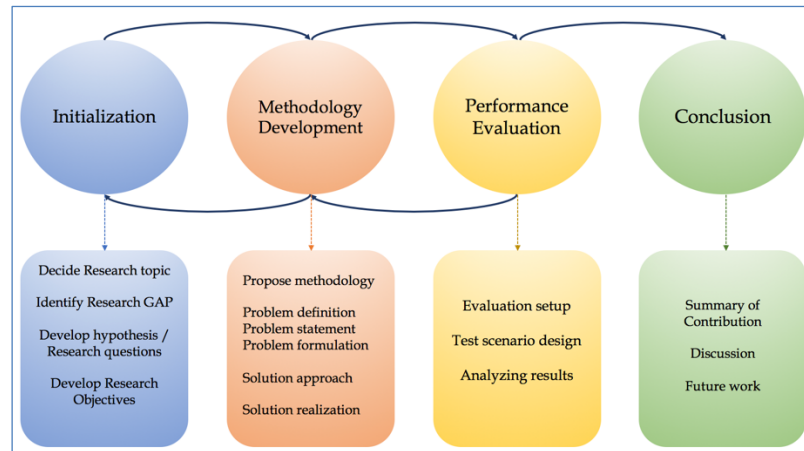 Initialization
Methodology
Development
Performance
Evaluation
Conclusion
Decide Research topic
Identify Research GAP
Develop hypothesis /
Research questions
Develop Research
Objectives
Propose methodology
Problem definition
Problem statement
Problem formulation
Solution approach
Solution realization
Evaluation setup
Test scenario design
Analyzing results
Summary of
Contribution
Discussion
Future work